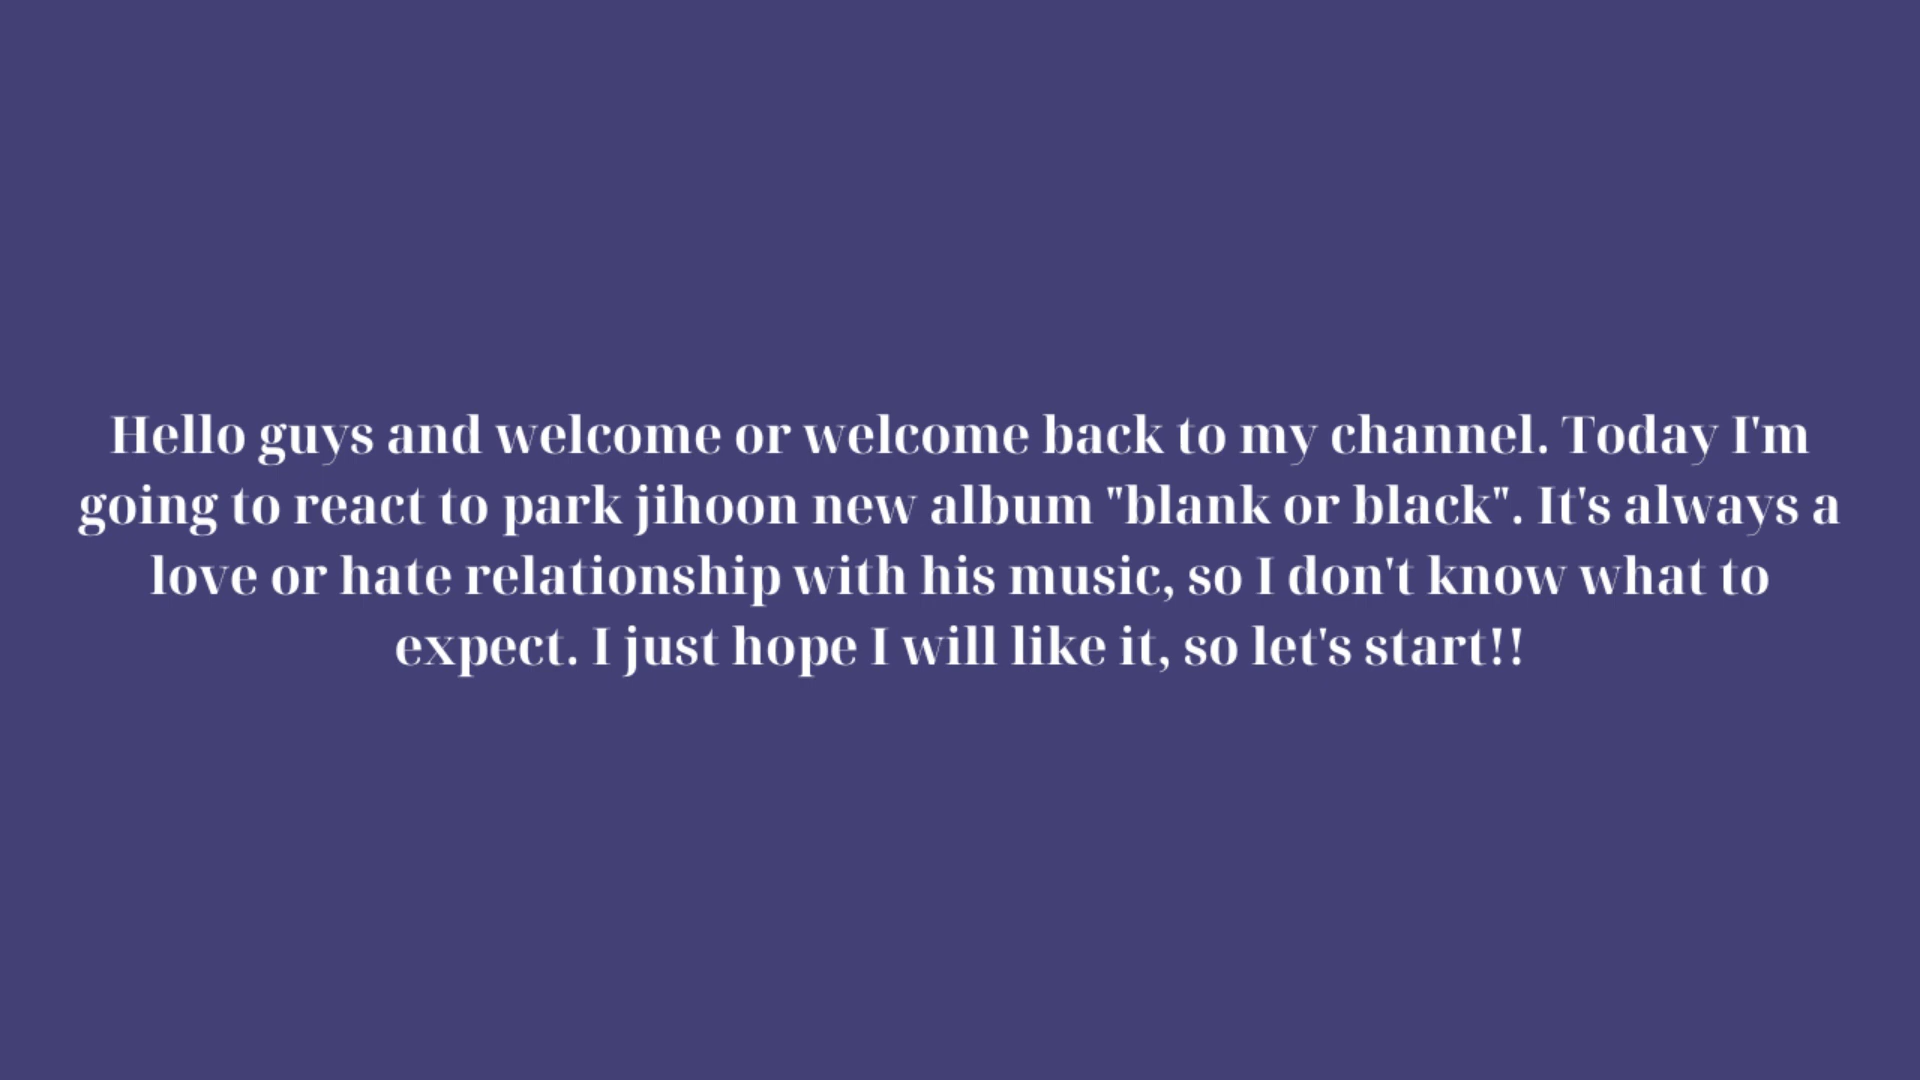 Hello guys and welcome or welcome back to my channel. Today I'm
going to react to park jihoon new album "blank or black". It's always a
love or hate relationship with his music, so I don't know what to
expect. I just hope I will like it, so let's start!!